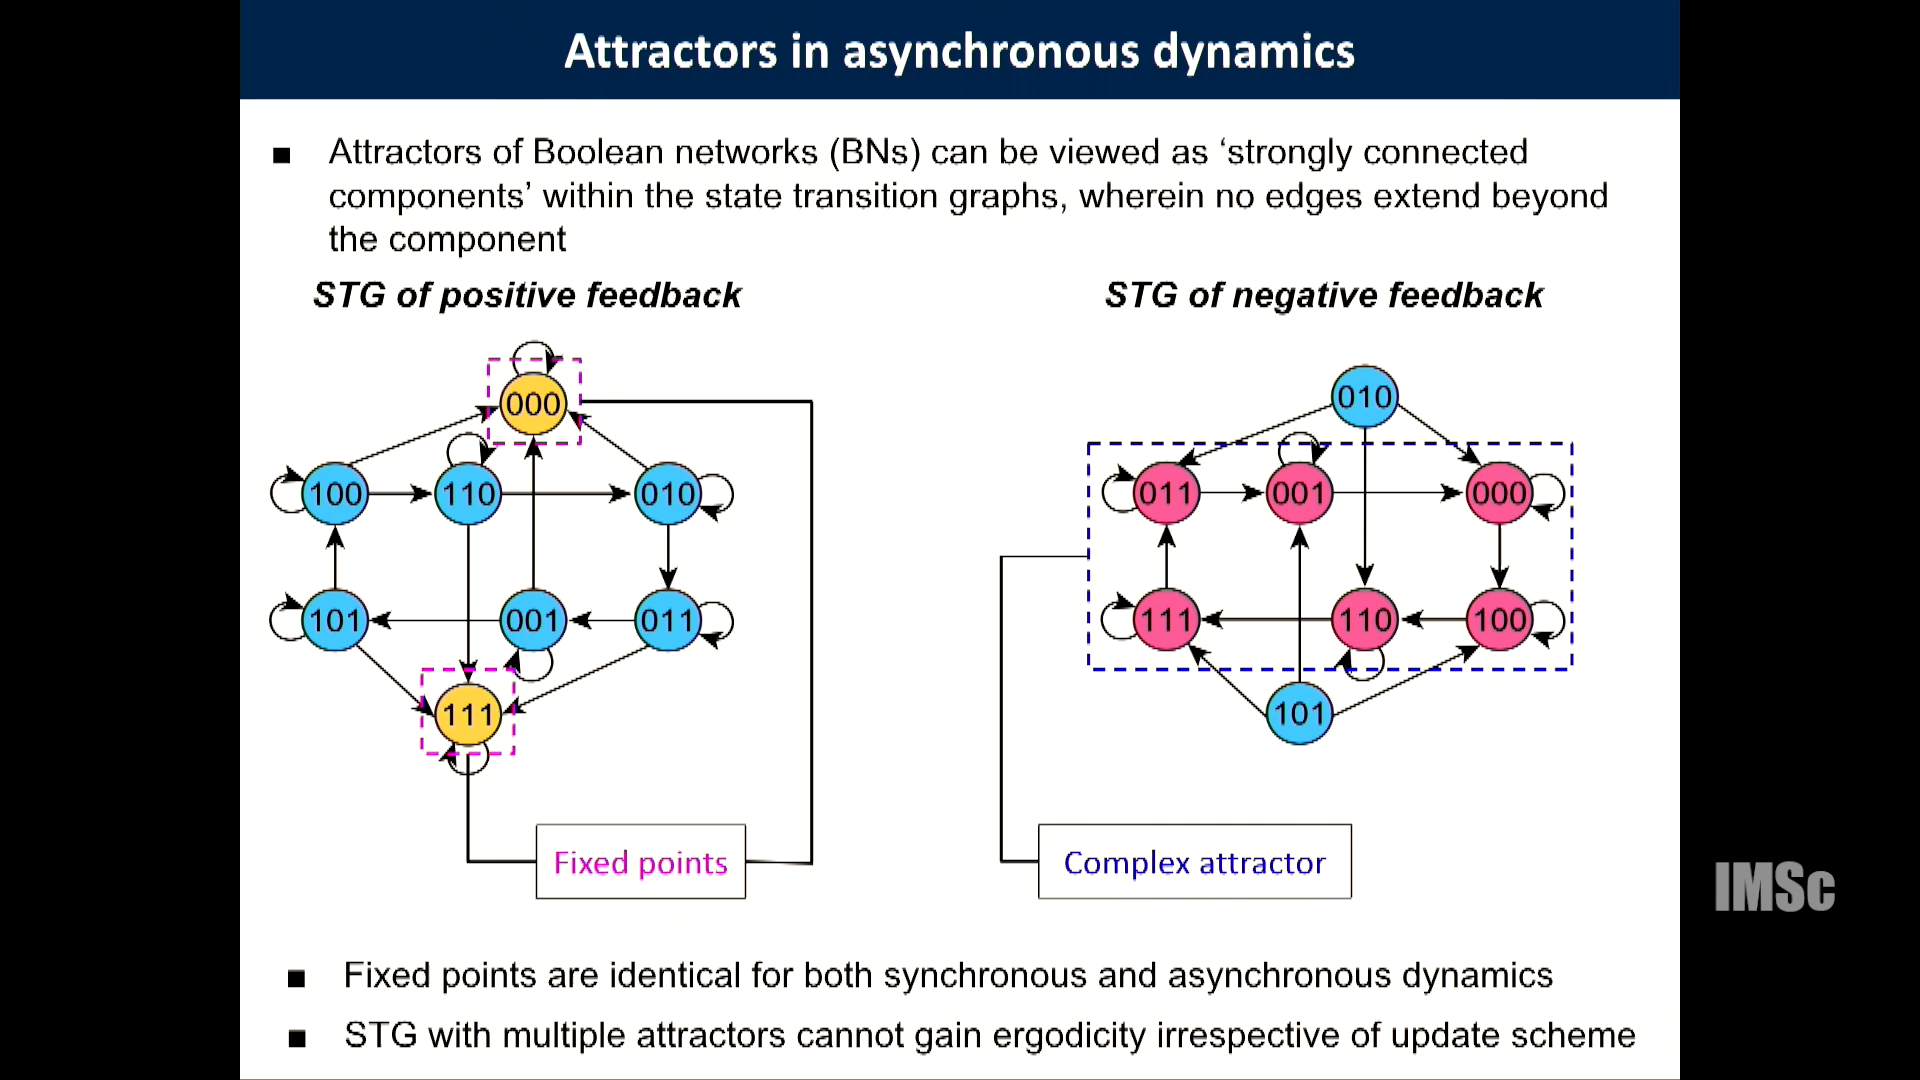 Attractors in asynchronous dynamics
■ Attractors of Boolean networks (BNs) can be viewed as ‘strongly connected
components’ within the state transition graphs, wherein no edges extend beyond
the component
STG of positive feedback
STG of negative feedback
000
100
110
010
101
001
011
111
Fixed points
010
011
001
000
111
110
100
101
Complex attractor
IMSc
■ Fixed points are identical for both synchronous and asynchronous dynamics
■ STG with multiple attractors cannot gain ergodicity irrespective of update scheme